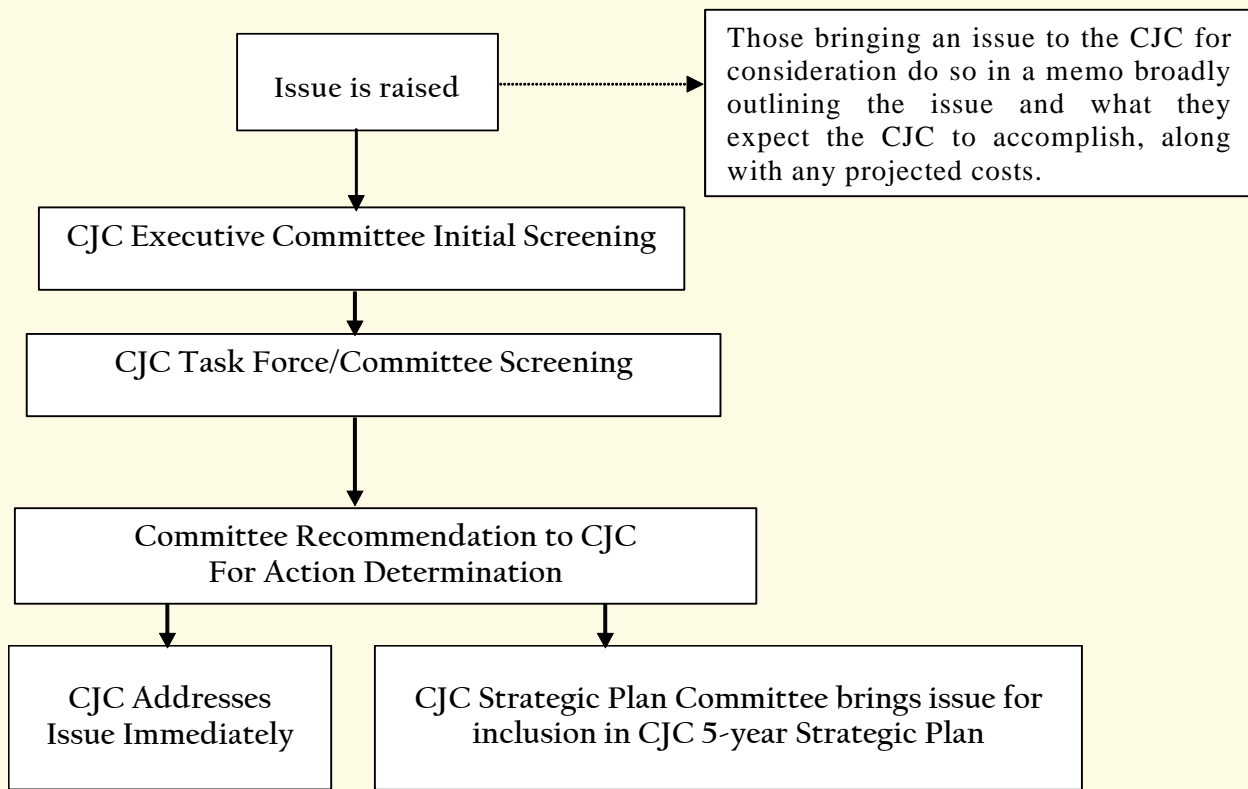 Issue is raised
Those bringing an issue to the CJC for
consideration do so in a memo broadly
outlining the issue and what they
expect the CJC to accomplish, along
with any projected costs.
CJC Executive Committee Initial Screening
CJC Task Force/Committee Screening
Committee Recommendation to CJC
For Action Determination
CJC Addresses
Issue Immediately
CJC Strategic Plan Committee brings issue for
inclusion in CJC 5-year Strategic Plan